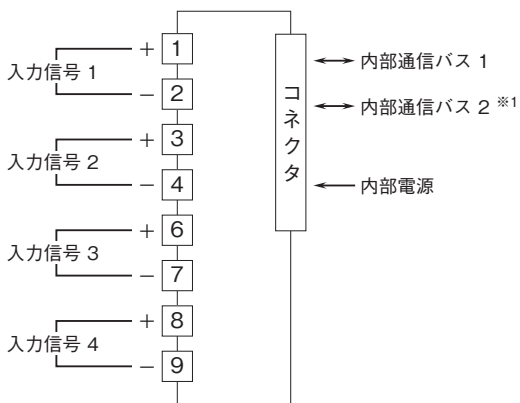 + 1
入力信号 1
− 2
+ 3
入力信号 2
− 4
+ 6
入力信号 3
− 7
+ 8
入力信号 4
− 9
コネクタ
内部通信バス 1
内部通信バス 2 ※1
内部電源